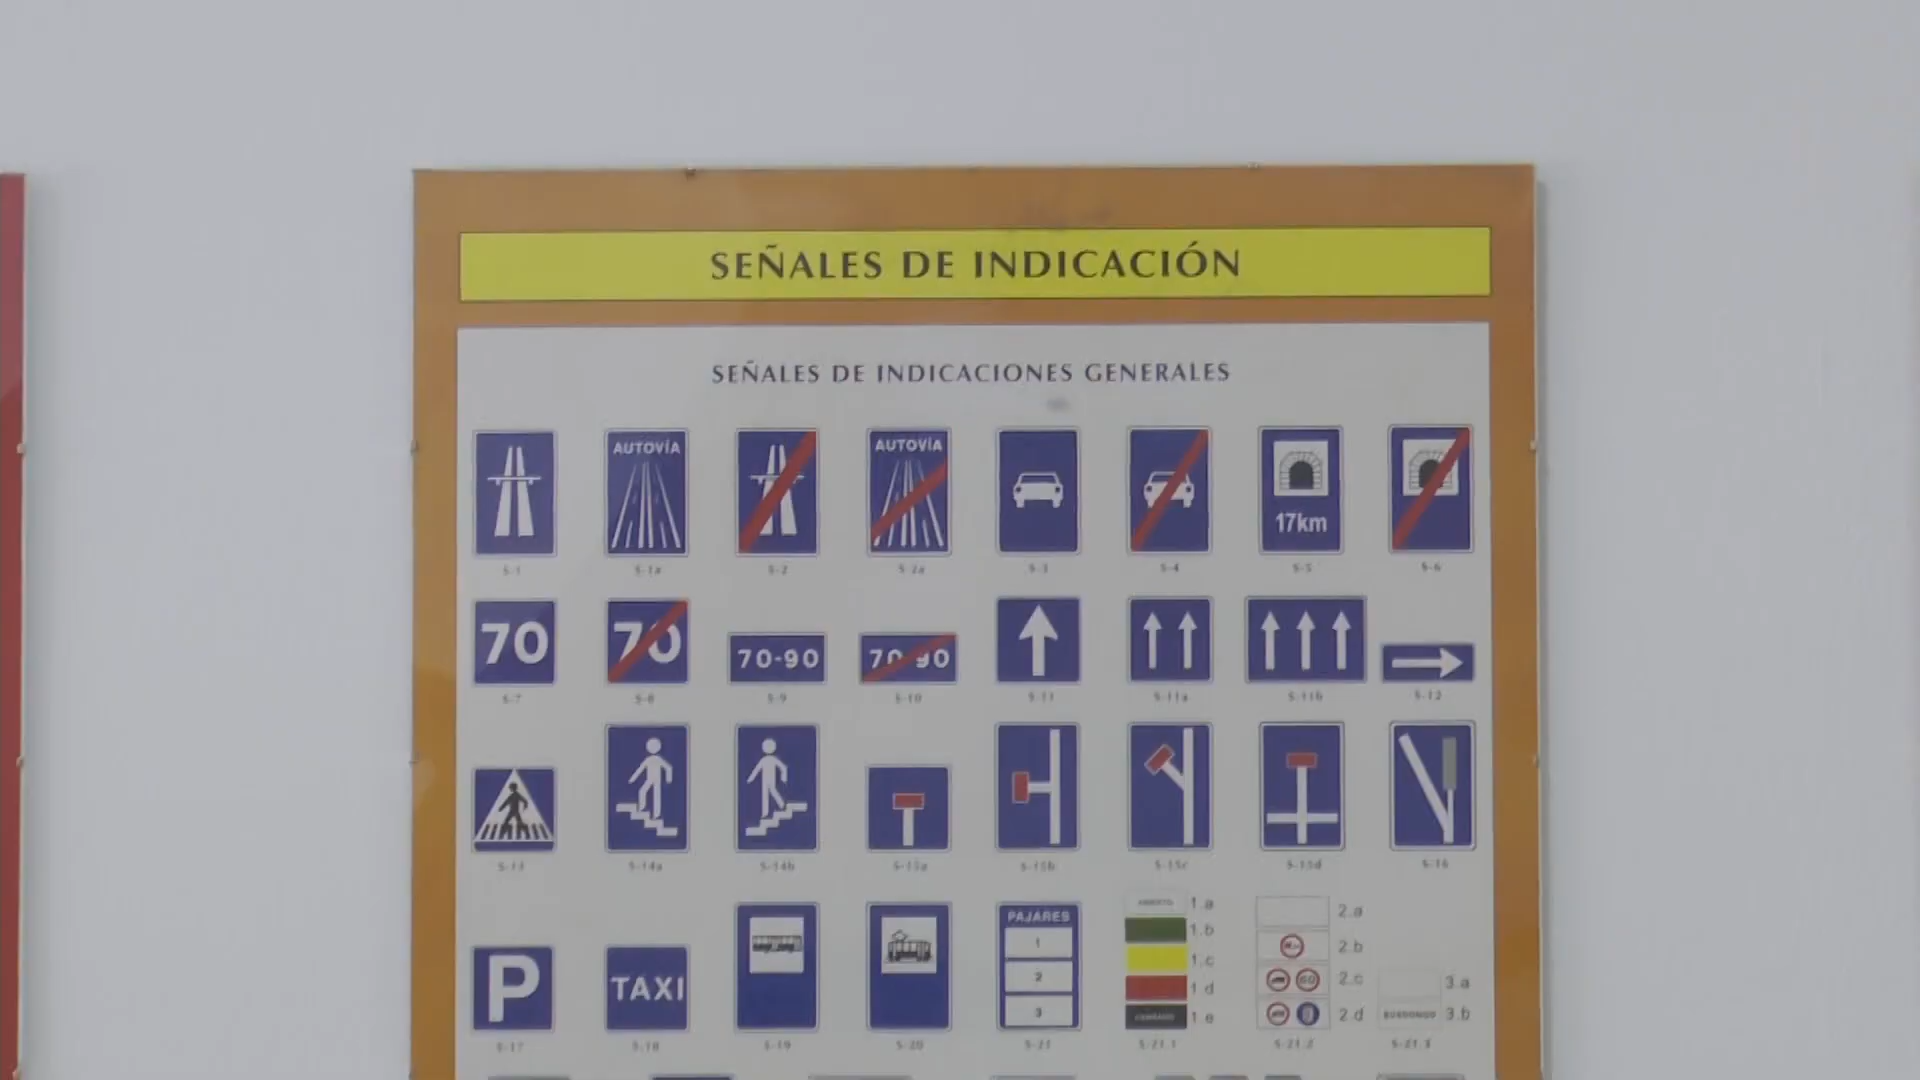 SEÑALES DE INDICACIÓN
SEÑALES DE INDICACIONES GENERALES
AUTOVÍA AUTOVÍA 17km
S-1 S-1a S-2 S-2a S-3 S-4 S-5 S-6
70 70 70-90 70-90
S-7 S-8 S-9 S-10 S-11 S-11a S-11b S-12
S-13 S-14a S-14b S-15a S-15b S-15c S-15d S-16
P TAXI
PAJARES
1
2
3
ABIERTO 1.a
1.b
1.c
1.d
CERRADO 1.e
2.a
2.b
60 2.c
2.d
3.a
BUSDONGO 3.b
S-17 S-18 S-19 S-20 S-21 S-21.1 S-21.2 S-21.3